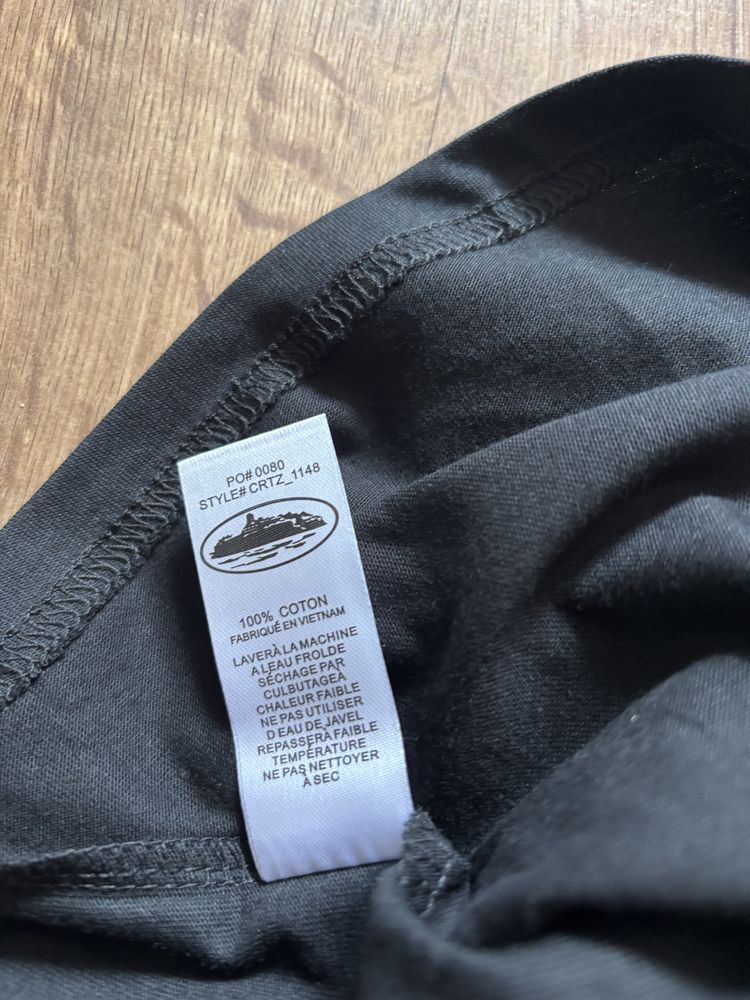 PO# 0080
STYLE# CRTZ_1148
100% COTON
FABRIQUÉ EN VIETNAM
LAVERÀ LA MACHINE
A LEAU FROLDE
SÉCHAGE PAR
CULBUTAGEÀ
CHALEUR FAIBLE
NE PAS UTILISER
D EAU DE JAVEL
REPASSERÀ FAIBLE
TEMPÉRATURE
NE PAS NETTOYER
À SEC